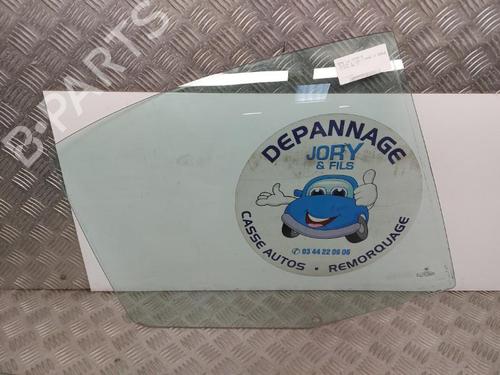 B-PARTS
DEPANNAGE
JORY
& FILS
✆ 03 44 22 06 06
CASSE AUTOS • REMORQUAGE